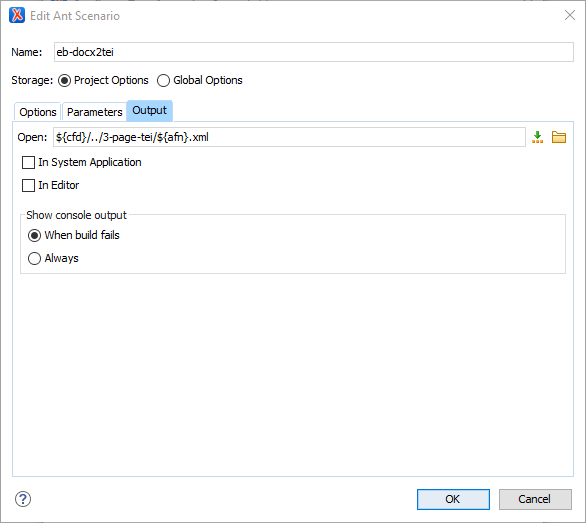 Edit Ant Scenario
Name: eb-docx2tei
Storage: Project Options Global Options
Options Parameters Output
Open: ${cfd}/../3-page-tei/${afn}.xml
In System Application
In Editor
Show console output
When build fails
Always
? OK Cancel